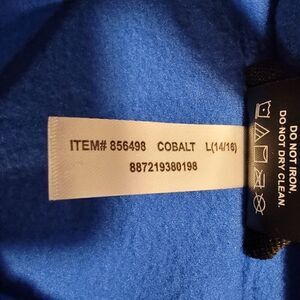 ITEM# 856498 COBALT L(14/16)
887219380198
DO NOT IRON.
DO NOT DRY CLEAN.